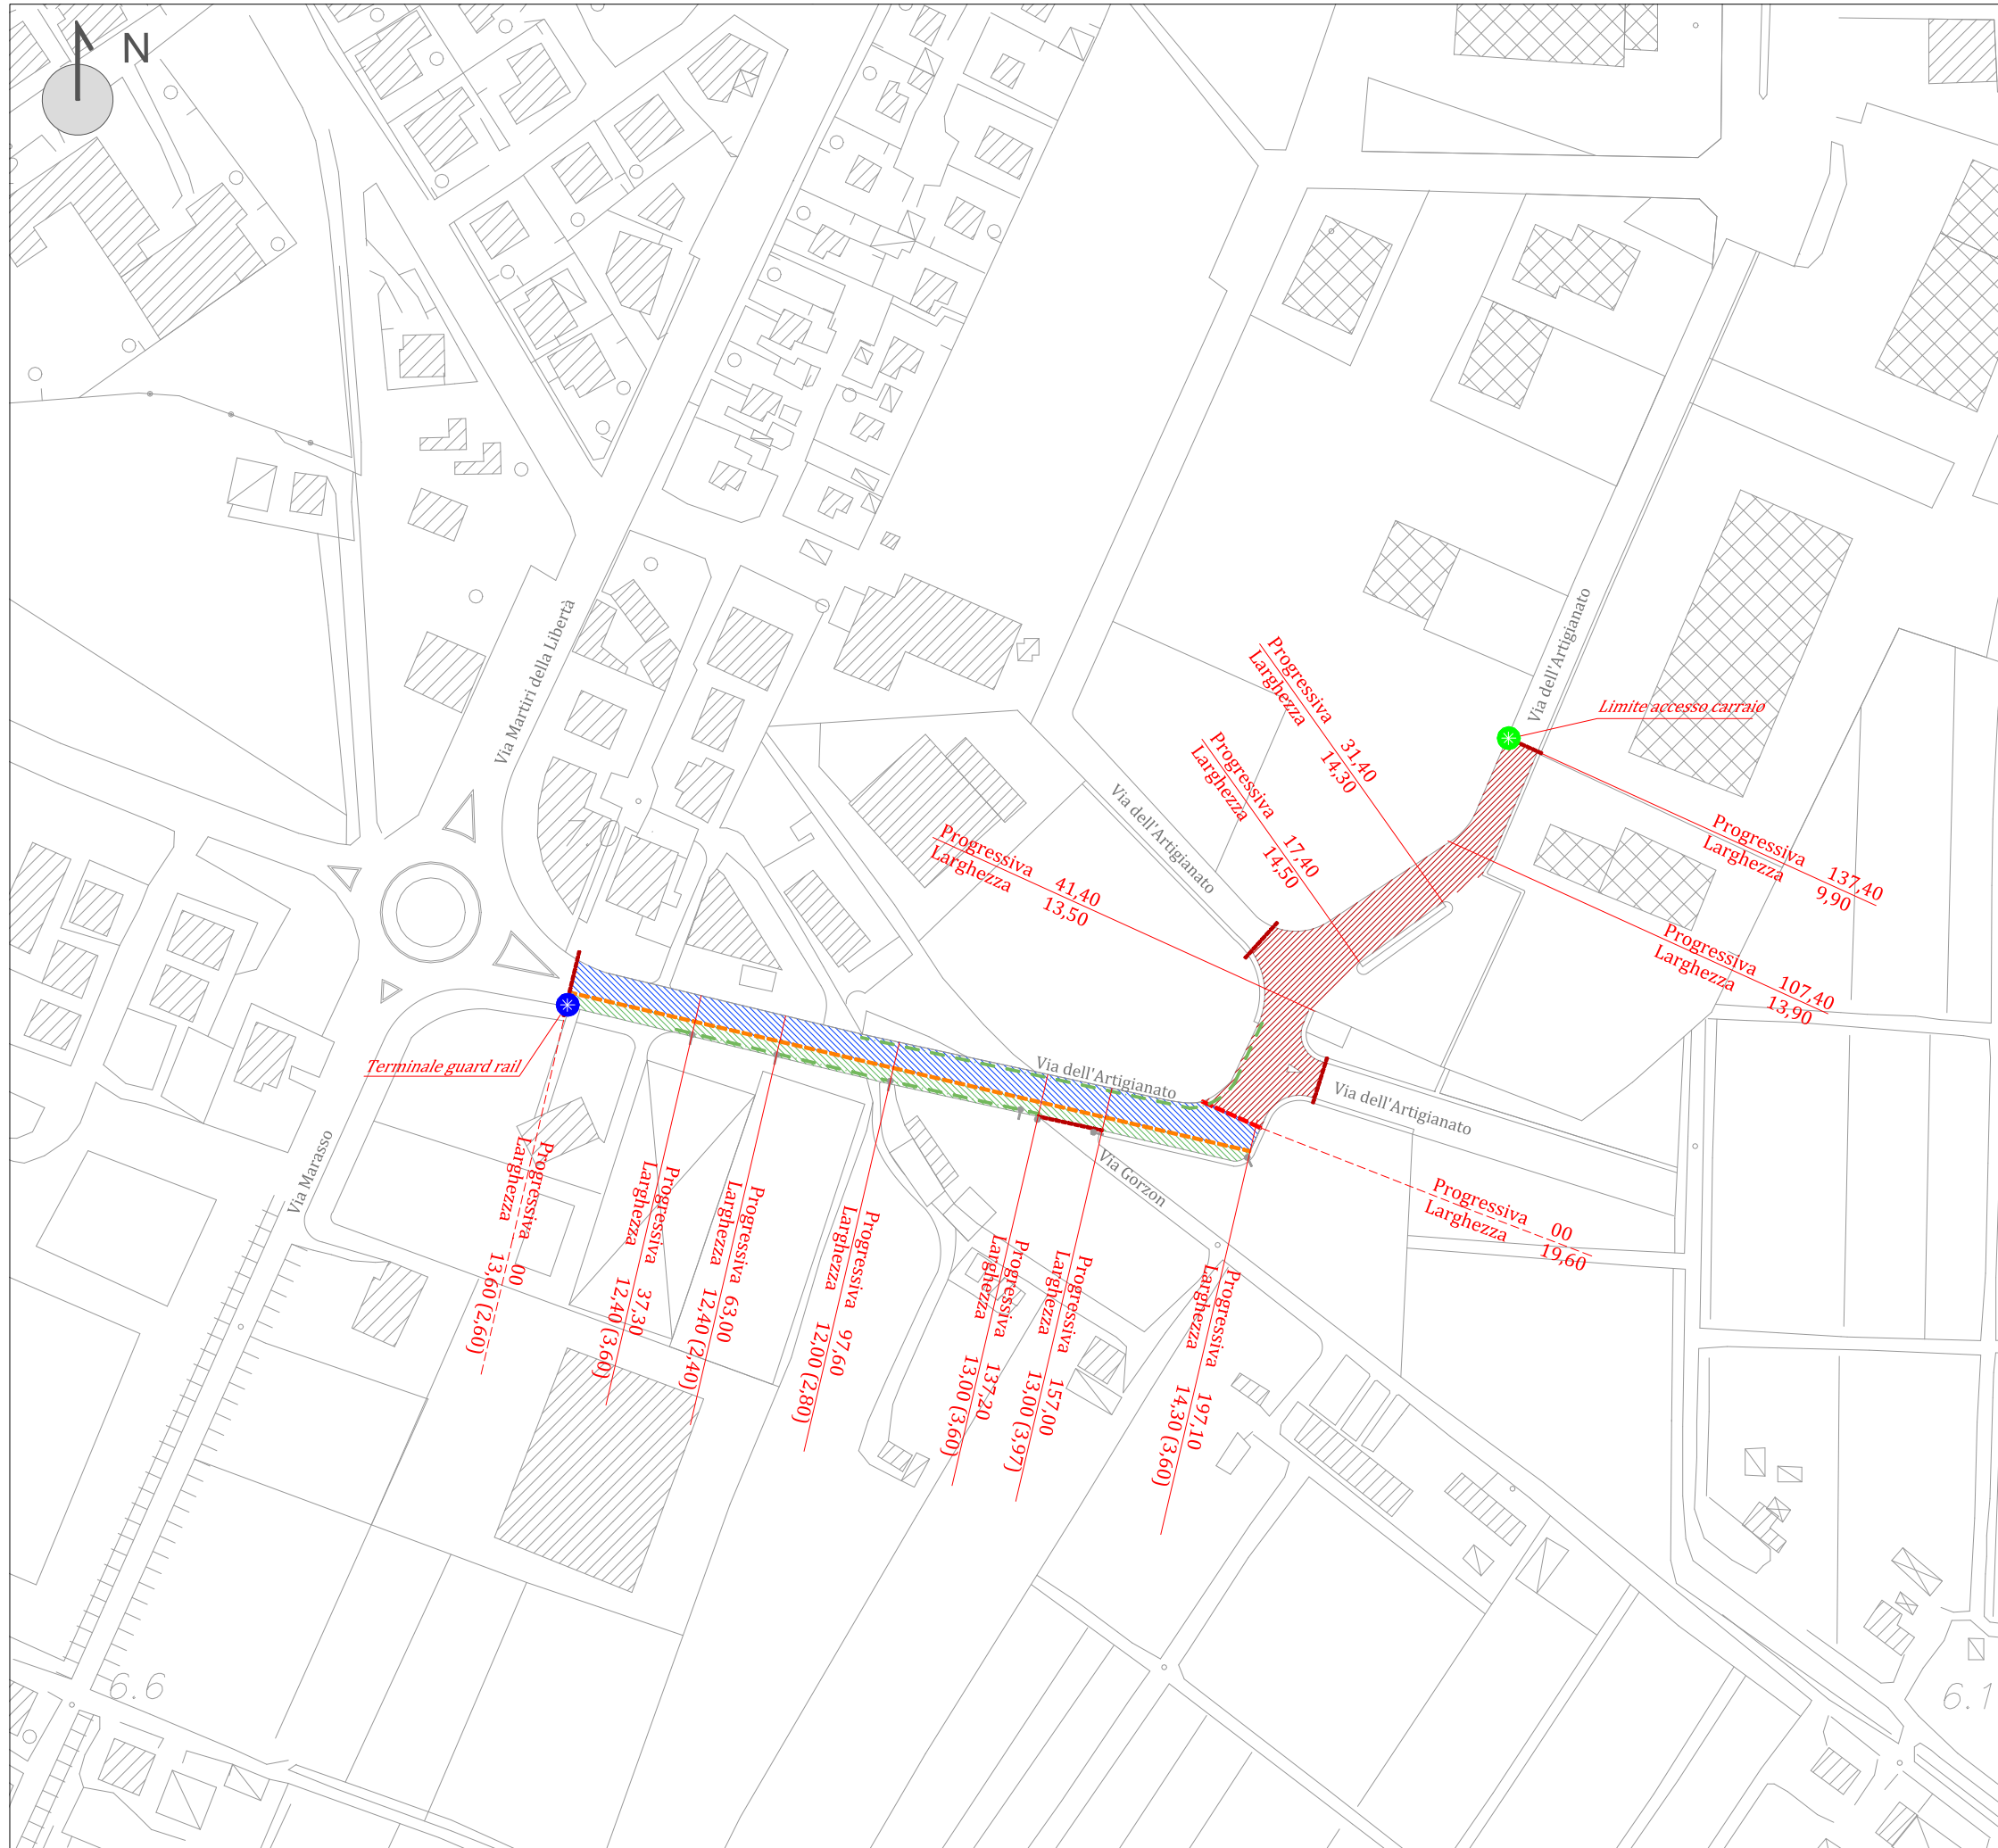 N
Via Martiri della Libertà
Via dell'Artigianato
Limite accesso carraio
Progressiva 31,40
Larghezza 14,30
Progressiva 17,40
Larghezza 14,50
Via dell'Artigianato
Progressiva 41,40
Larghezza 13,50
Progressiva 137,40
Larghezza 9,90
Progressiva 107,40
Larghezza 13,90
Terminale guard rail
Via dell'Artigianato
Via dell'Artigianato
Via Maraso
Via Gorzon
Progressiva 00
Larghezza 13,60 (2,60)
Progressiva 37,30
Larghezza 12,40 (3,60)
Progressiva 63,00
Larghezza 12,40 (2,40)
Progressiva 97,60
Larghezza 12,00 (2,80)
Progressiva 137,20
Larghezza 13,00 (3,60)
Progressiva 157,00
Larghezza 13,00 (3,97)
Progressiva 197,10
Larghezza 14,30 (3,60)
Progressiva 00
Larghezza 19,60
6.6
6.1